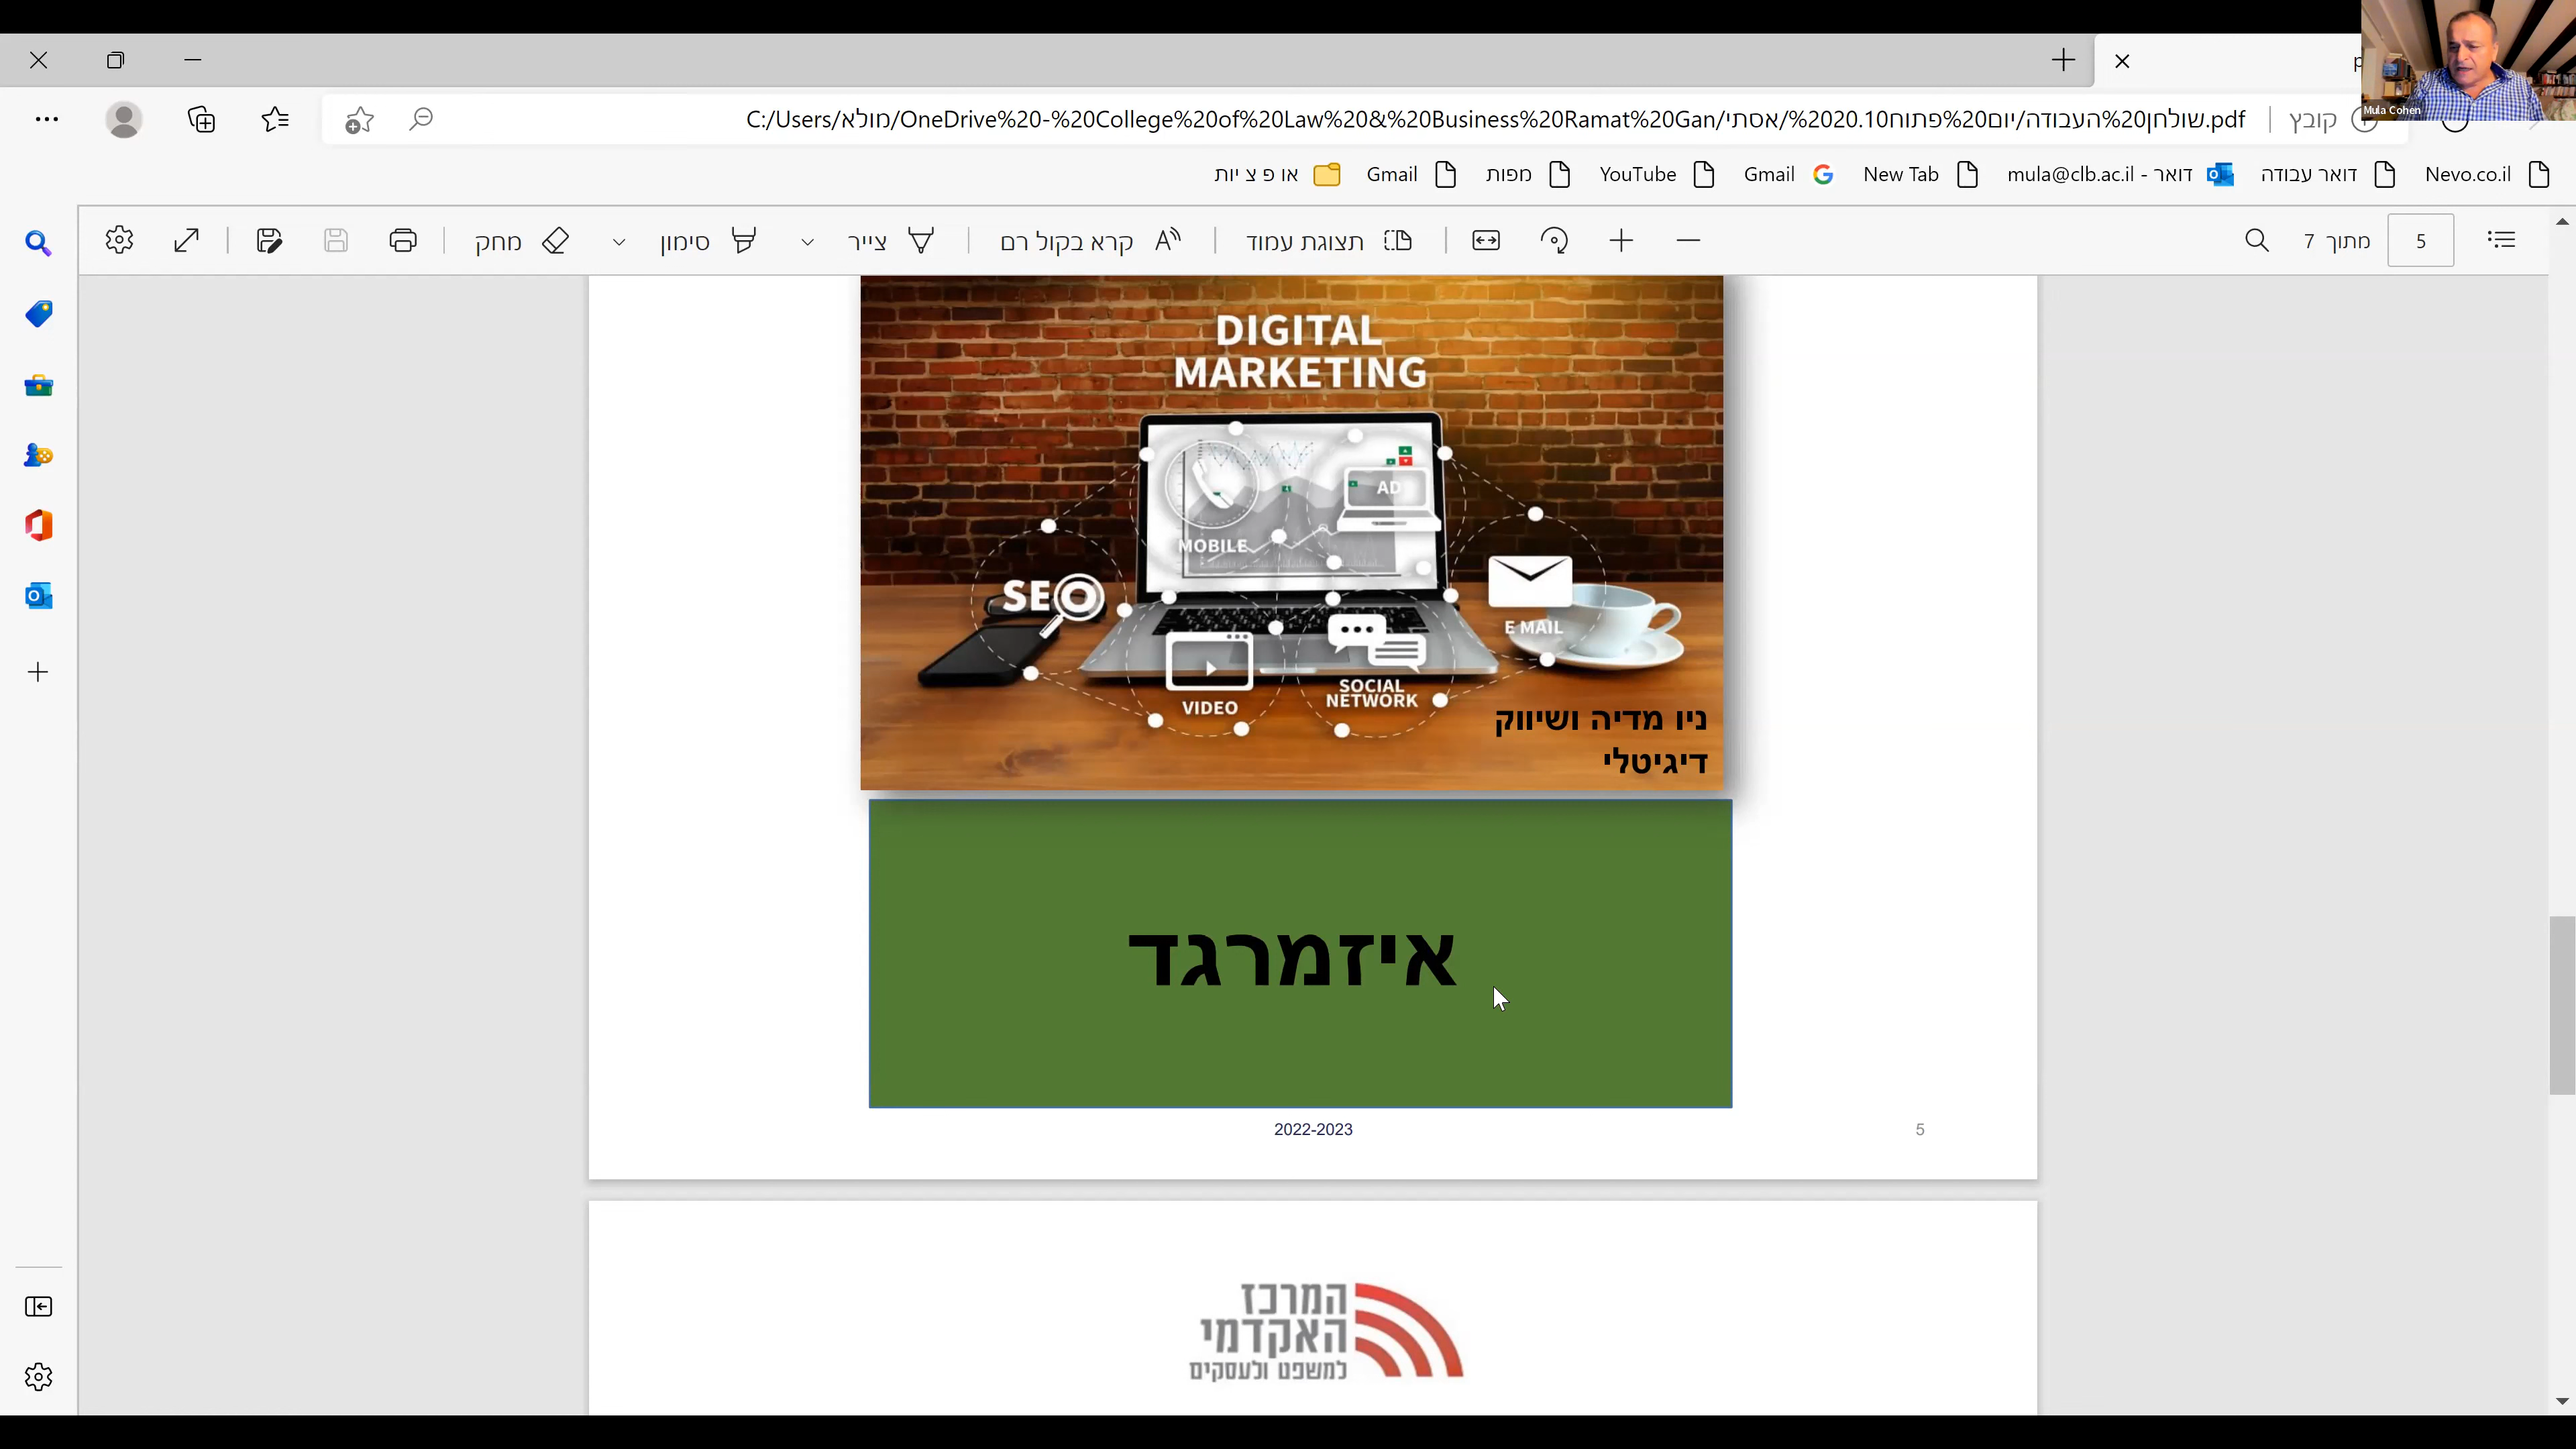 Mula Cohen
קובץ
C:/Users/מולא/OneDrive%20-%20College%20of%20Law%20&%20Business%20Ramat%20Gan/אסתי/%2020.10יום%20פתוח/שולחן%20העבודה.pdf
Nevo.co.il
דואר עבודה
דואר - mula@clb.ac.il
New Tab
Gmail
YouTube
מפות
Gmail
או פ צ יות
5
מתוך 7
תצוגת עמוד
קרא בקול רם
צייר
סימון
מחק
DIGITAL
MARKETING
AD
MOBILE
SEO
E MAIL
VIDEO
SOCIAL
NETWORK
ניו מדיה ושיווק
דיגיטלי
איזמרגד
2022-2023
5
המרכז
האקדמי
למשפט ולעסקים